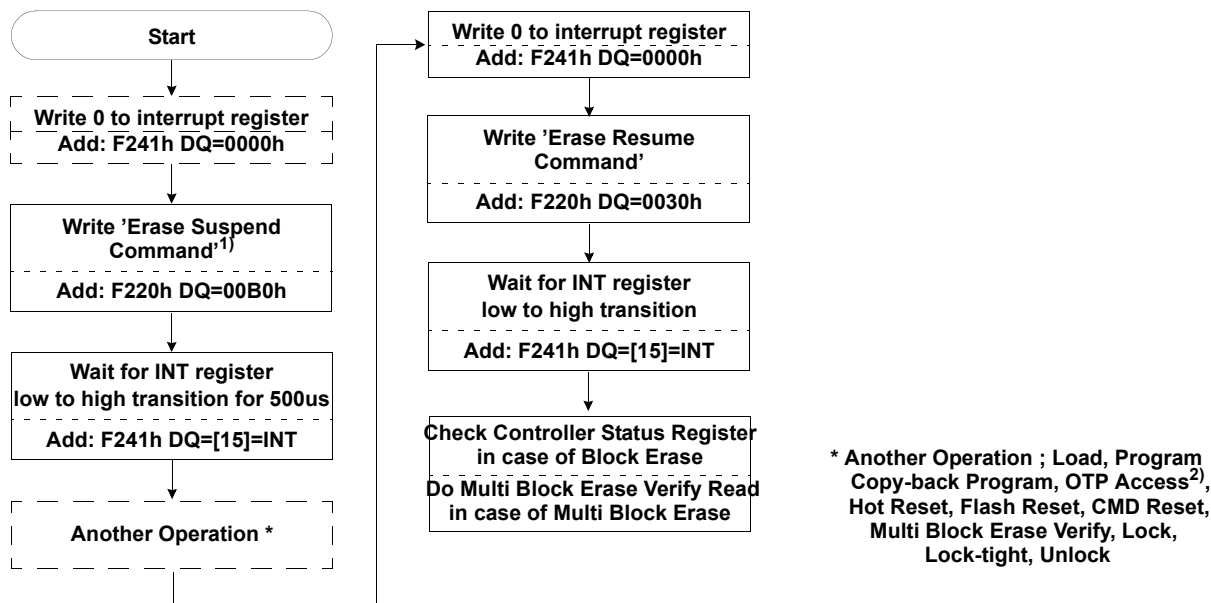 Start
Write 0 to interrupt register
Add: F241h DQ=0000h
Write ’Erase Suspend
Command’1)
Add: F220h DQ=00B0h
Wait for INT register
low to high transition for 500us
Add: F241h DQ=[15]=INT
Another Operation *
Write 0 to interrupt register
Add: F241h DQ=0000h
Write ’Erase Resume
Command’
Add: F220h DQ=0030h
Wait for INT register
low to high transition
Add: F241h DQ=[15]=INT
Check Controller Status Register
in case of Block Erase
Do Multi Block Erase Verify Read
in case of Multi Block Erase
* Another Operation ; Load, Program
Copy-back Program, OTP Access2),
Hot Reset, Flash Reset, CMD Reset,
Multi Block Erase Verify, Lock,
Lock-tight, Unlock